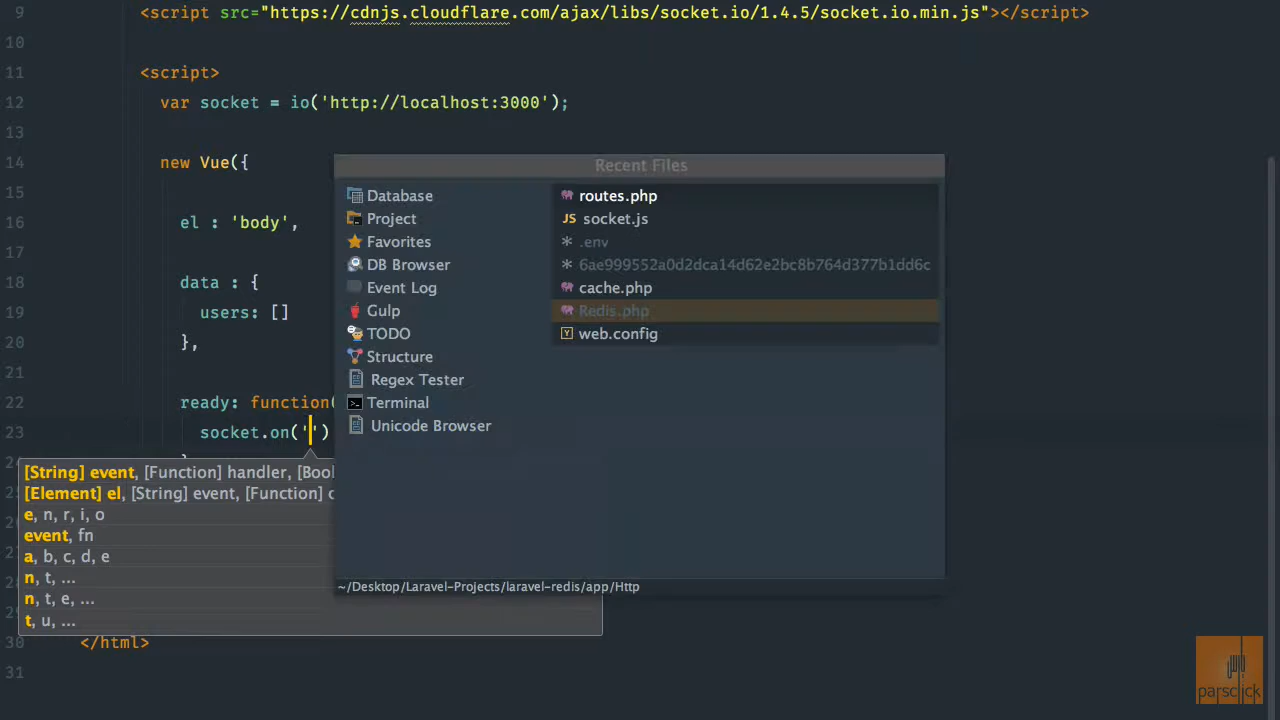 9 <script src="https://cdnjs.cloudflare.com/ajax/libs/socket.io/1.4.5/socket.io.min.js"></script>
10
11 <script>
12 var socket = io('http://localhost:3000');
13
14 new Vue({
15
16 el : 'body',
17
18 data : {
19 users: []
20 },
21
22 ready: function(
23 socket.on('')
[String] event, [Function] handler, [Boo
[Element] el, [String] event, [Function]
e, n, r, i, o
event, fn
a, b, c, d, e
n, t, ...
n, t, e, ...
t, u, ...
30 </html>
31
Recent Files
Database
Project
Favorites
DB Browser
Event Log
Gulp
TODO
Structure
Regex Tester
Terminal
Unicode Browser
routes.php
JS socket.js
.env
6ae999552a0d2dca14d62e2bc8b764d377b1dd6c
cache.php
Redis.php
web.config
~/Desktop/Laravel-Projects/laravel-redis/app/Http
parsclick